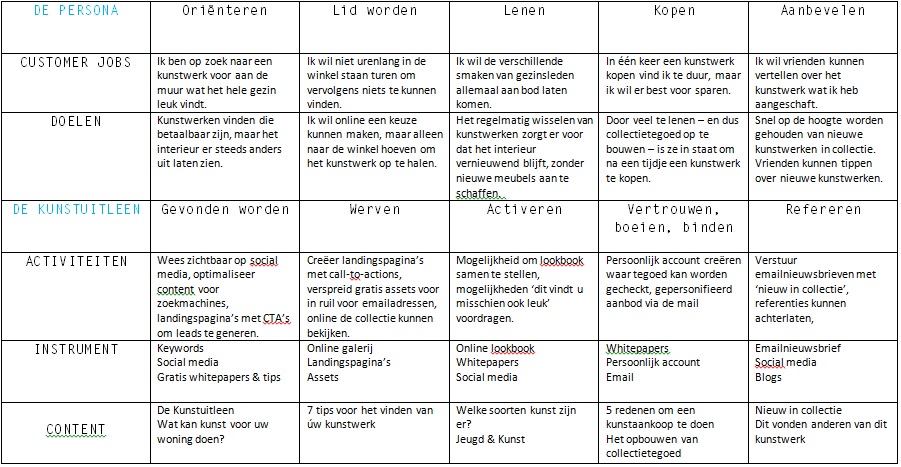 DE PERSONA Oriënteren Lid worden Lenen Kopen Aanbevelen
CUSTOMER JOBS
Ik ben op zoek naar een
kunstwerk voor aan de
muur wat het hele gezin
leuk vindt.
Ik wil niet urenlang in de
winkel staan turen om
vervolgens niets te kunnen
vinden.
Ik wil de verschillende
smaken van gezinsleden
allemaal aan bod laten
komen.
In één keer een kunstwerk
kopen vind ik te duur, maar
ik wil er best voor sparen.
Ik wil vrienden kunnen
vertellen over het
kunstwerk wat ik heb
aangeschaft.
DOELEN
Kunstwerken vinden die
betaalbaar zijn, maar het
interieur er steeds anders
uit laten zien.
Ik wil online een keuze
kunnen maken, maar alleen
naar de winkel hoeven om
het kunstwerk op te halen.
Het regelmatig wisselen van
kunstwerken zorgt er voor
dat het interieur
vernieuwend blijft, zonder
nieuwe meubels aan te
schaffen.
Door veel te lenen – en dus
collectietegoed op te
bouwen – is ze in staat om
na een tijdje een kunstwerk
te kopen.
Snel op de hoogte worden
gehouden van nieuwe
kunstwerken in collectie.
Vrienden kunnen tippen
over nieuwe kunstwerken.
DE KUNSTUITLEEN Gevonden worden Werven Activeren Vertrouwen,
boeien, binden
Refereren
ACTIVITEITEN
Wees zichtbaar op social
media, optimaliseer
content voor
zoekmachines,
landingspagina's met CTA's
om leads te generen.
Creëer landingspagina's
met call-to-actions,
verspreid gratis assets voor
in ruil voor emailadressen,
online de collectie kunnen
bekijken.
Mogelijkheid om lookbook
samen te stellen,
mogelijkheden 'dit vindt u
misschien ook leuk'
voordragen.
Persoonlijk account creëren
waar tegoed kan worden
gecheckt, gepersonifieerd
aanbod via de mail
Verstuur
emailnieuwsbrieven met
'nieuw in collectie',
referenties kunnen
achterlaten,
INSTRUMENT
Keywords
Social media
Gratis whitepapers & tips
Online galerij
Landingspagina's
Assets
Online lookbook
Whitepapers
Social media
Whitepapers
Persoonlijk account
Email
Emailnieuwsbrief
Social media
Blogs
CONTENT
De Kunstuitleen
Wat kan kunst voor uw
woning doen?
7 tips voor het vinden van
úw kunstwerk
Welke soorten kunst zijn
er?
Jeugd & Kunst
5 redenen om een
kunstaankoop te doen
Het opbouwen van
collectietegoed
Nieuw in collectie
Dit vonden anderen van dit
kunstwerk